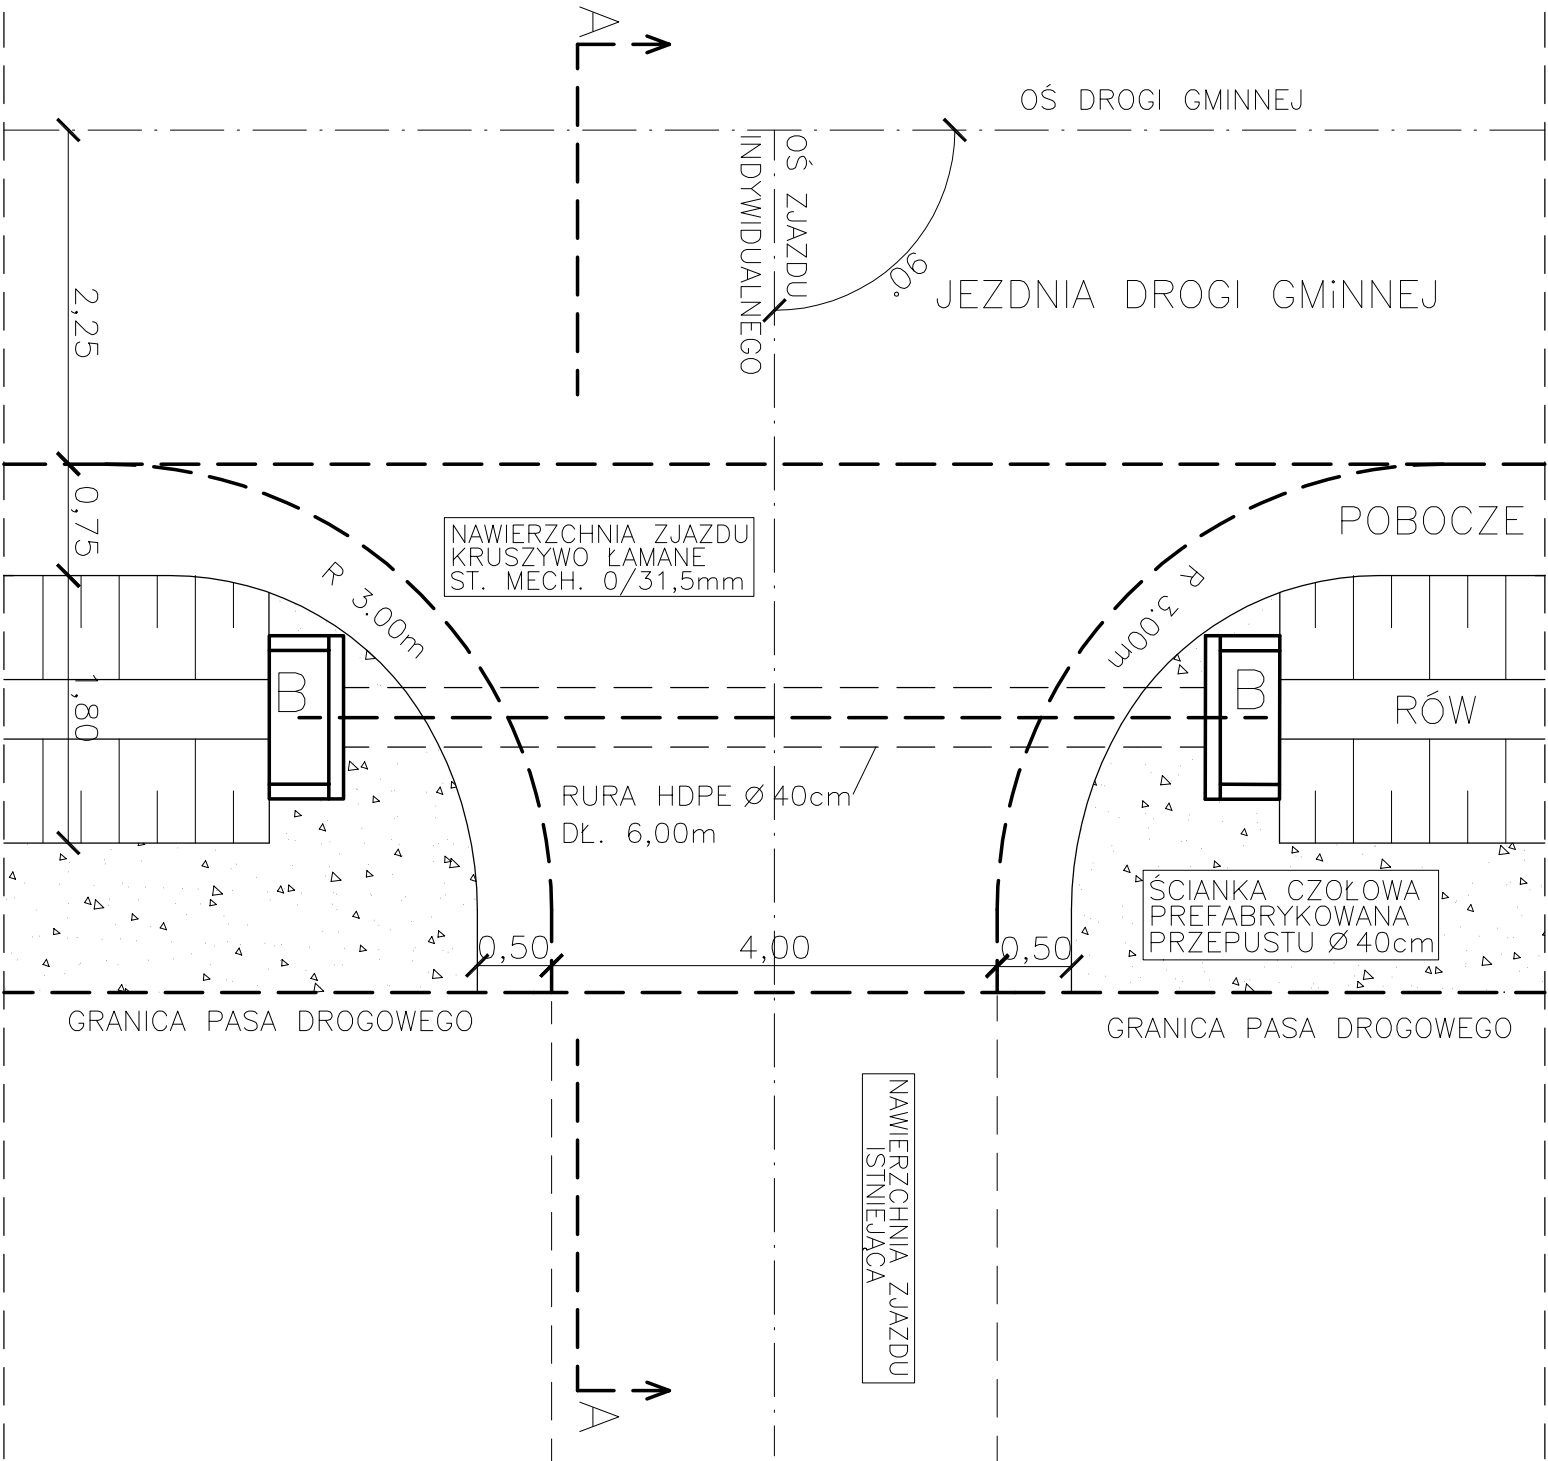 A
OŚ DROGI GMINNEJ
OŚ ZJAZDU
INDYWIDUALNEGO
90°
JEZDNIA DROGI GMiNNEJ
2,25
0,75
1,80
NAWIERZCHNIA ZJAZDU
KRUSZYWO ŁAMANE
ST. MECH. 0/31,5mm
POBOCZE
R 3.00m
R 3.00m
B
B
RÓW
RURA HDPE Ø 40cm
DŁ. 6,00m
ŚCIANKA CZOŁOWA
PREFABRYKOWANA
PRZEPUSTU Ø 40cm
0,50
4,00
0,50
GRANICA PASA DROGOWEGO
GRANICA PASA DROGOWEGO
NAWIERZCHNIA ZJAZDU
ISTNIEJĄCA
A